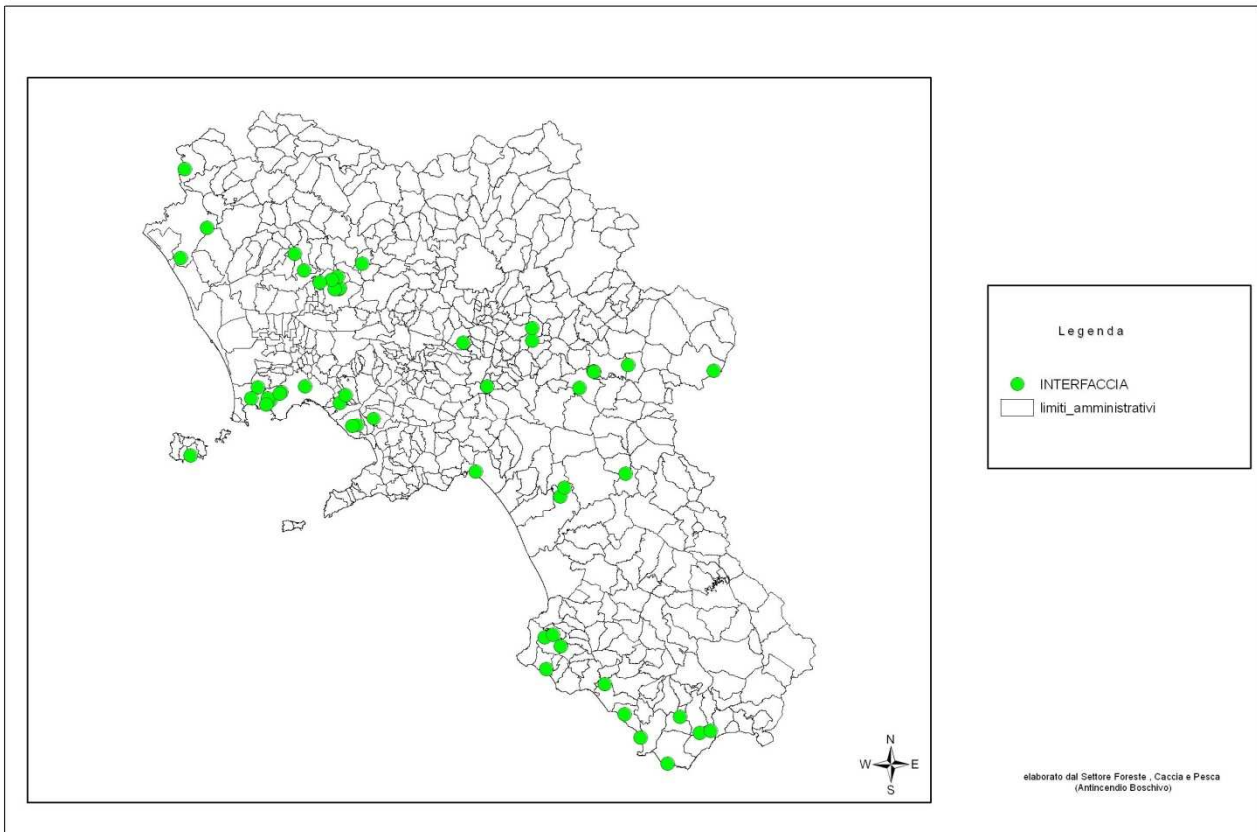 Legenda
INTERFACCIA
limiti_amministrativi
N
W E
S
elaborato dal Settore Foreste , Caccia e Pesca
(Antincendio Boschivo)